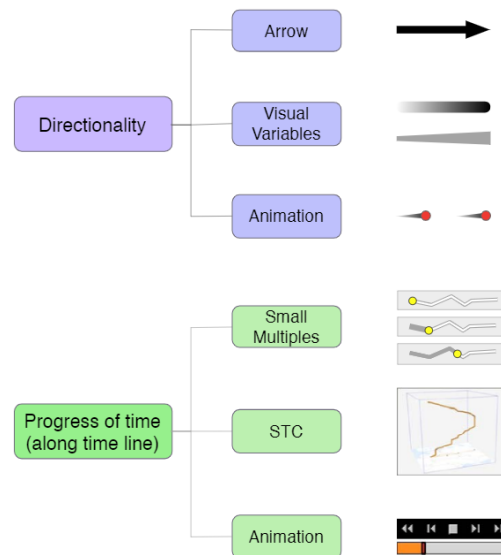 Arrow
Directionality
Visual
Variables
Animation
Small
Multiples
Progress of time
(along time line)
STC
Animation